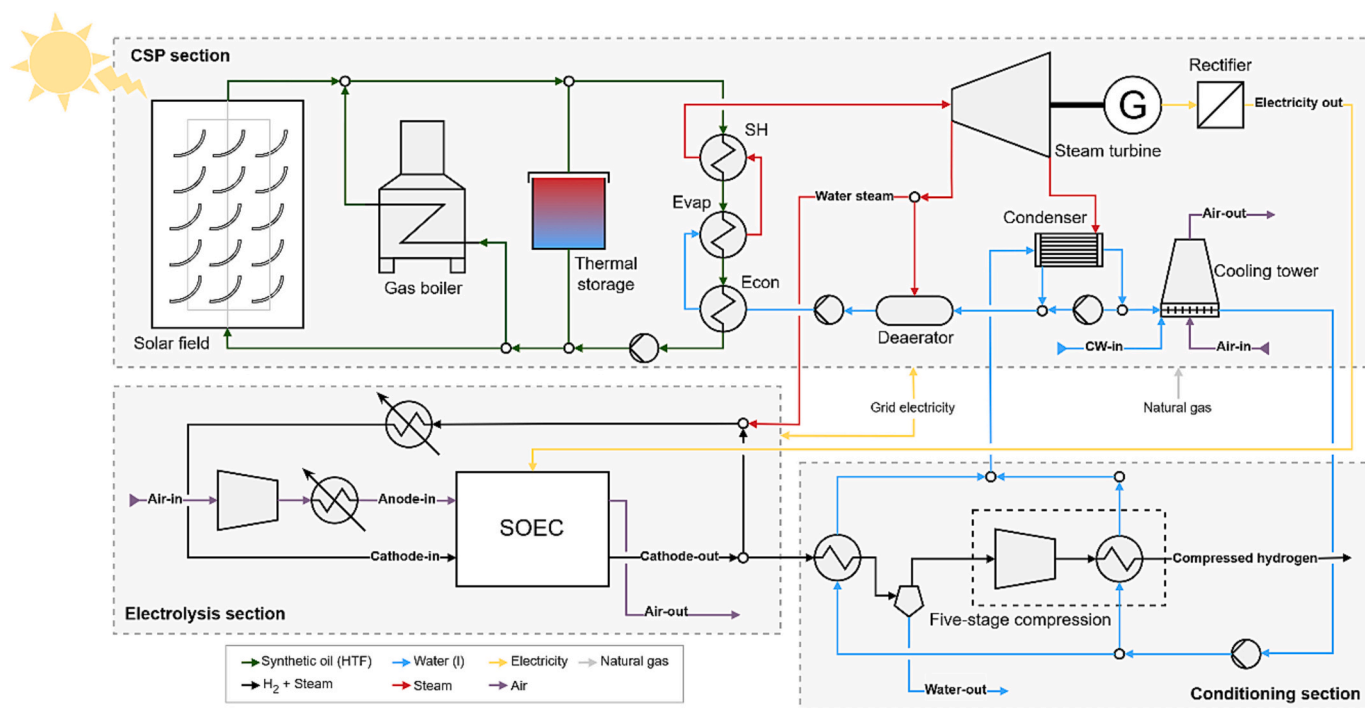 CSP section
Rectifier
G
Electricity out
SH
Steam turbine
Evap
Water steam
Condenser
Air-out
Thermal
storage
Gas boiler
Econ
Cooling tower
Solar field
Deaerator
CW-in
Air-in
Grid electricity
Natural gas
Air-in
Anode-in
SOEC
Cathode-in
Cathode-out
Compressed hydrogen
Electrolysis section
Air-out
Five-stage compression
Synthetic oil (HTF)
Water (l)
Electricity
Natural gas
H2 + Steam
Steam
Air
Water-out
Conditioning section